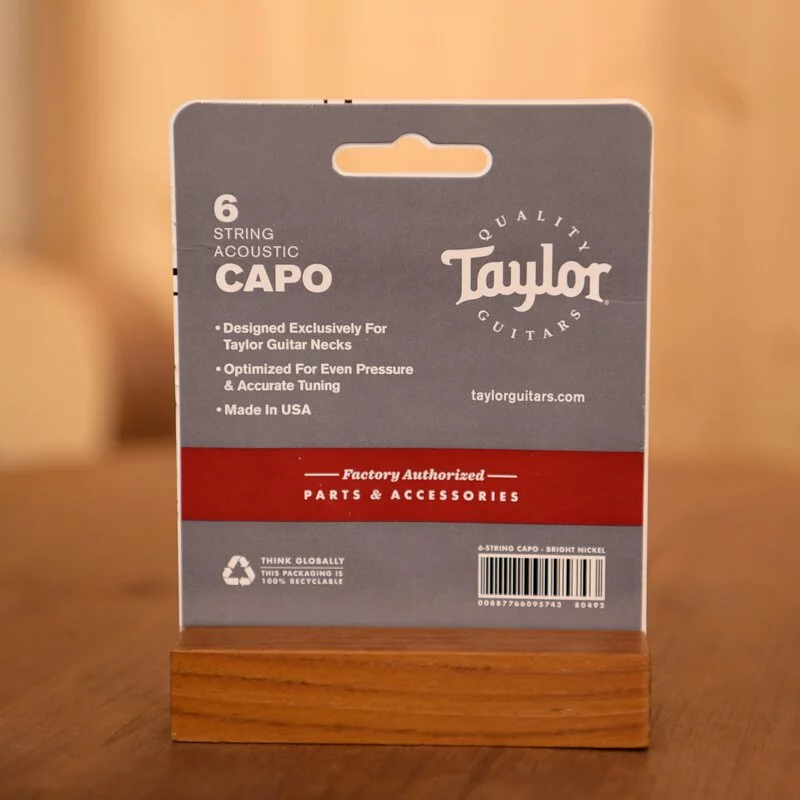 6
STRING
ACOUSTIC
CAPO
• Designed Exclusively For
Taylor Guitar Necks
• Optimized For Even Pressure
& Accurate Tuning
• Made In USA
QUALITY
Taylor®
GUITARS
taylorguitars.com
Factory Authorized
PARTS & ACCESSORIES
THINK GLOBALLY
THIS PACKAGING IS
100% RECYCLABLE
6-STRING CAPO - BRIGHT NICKEL
00887766095743 80492